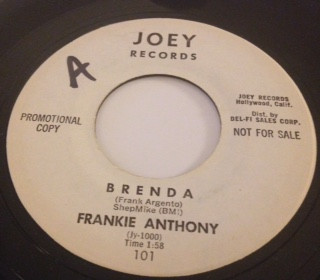 JOEY
RECORDS
A
PROMOTIONAL
COPY
JOEY RECORDS
Hollywood, Calif.
Dist. by
DEL-FI SALES CORP.
NOT FOR SALE
BRENDA
(Frank Argento)
ShepMike (BMI)
FRANKIE ANTHONY
(Jy-1000)
Time 1:58
101